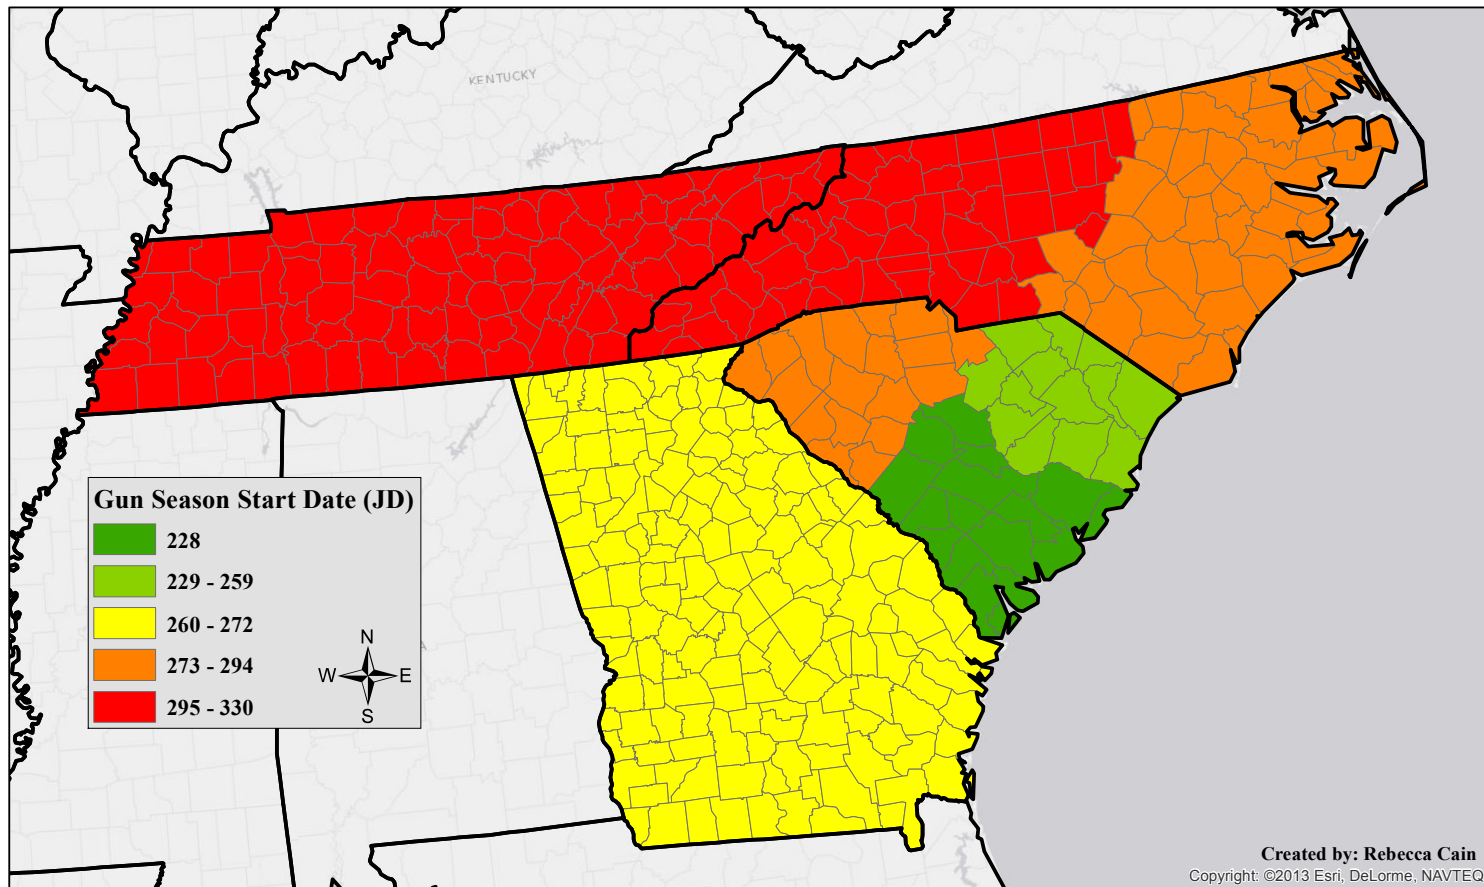 KENTUCKY
Gun Season Start Date (JD)
228
229 - 259
260 - 272
273 - 294
295 - 330
N
W E
S
Created by: Rebecca Cain
Copyright: ©2013 Esri, DeLorme, NAVTEQ